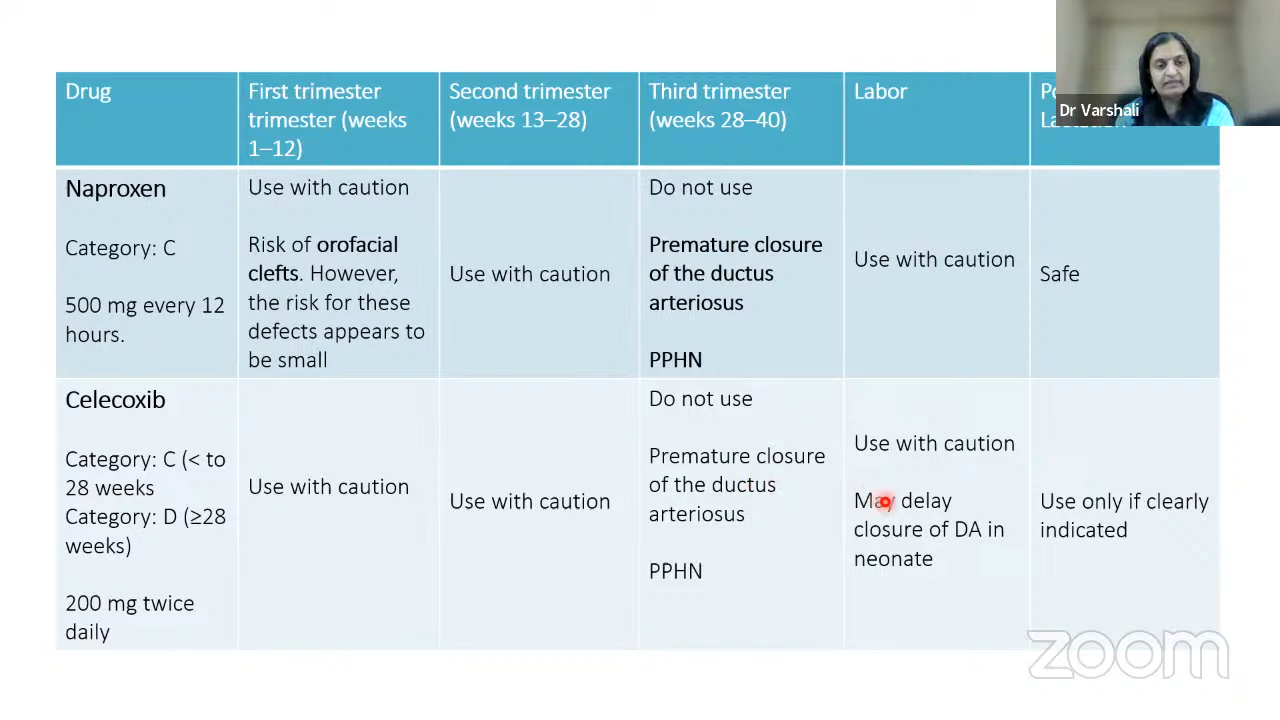 Dr Varshali
Drug
First trimester
trimester (weeks
1–12)
Second trimester
(weeks 13–28)
Third trimester
(weeks 28–40)
Labor
Naproxen
Category: C
500 mg every 12
hours.
Use with caution
Risk of orofacial
clefts. However,
the risk for these
defects appears to
be small
Use with caution
Do not use
Premature closure
of the ductus
arteriosus
PPHN
Use with caution
Safe
Celecoxib
Category: C (< to
28 weeks
Category: D (≥28
weeks)
200 mg twice
daily
Use with caution
Use with caution
Do not use
Premature closure
of the ductus
arteriosus
PPHN
Use with caution
May delay
closure of DA in
neonate
Use only if clearly
indicated
zoom